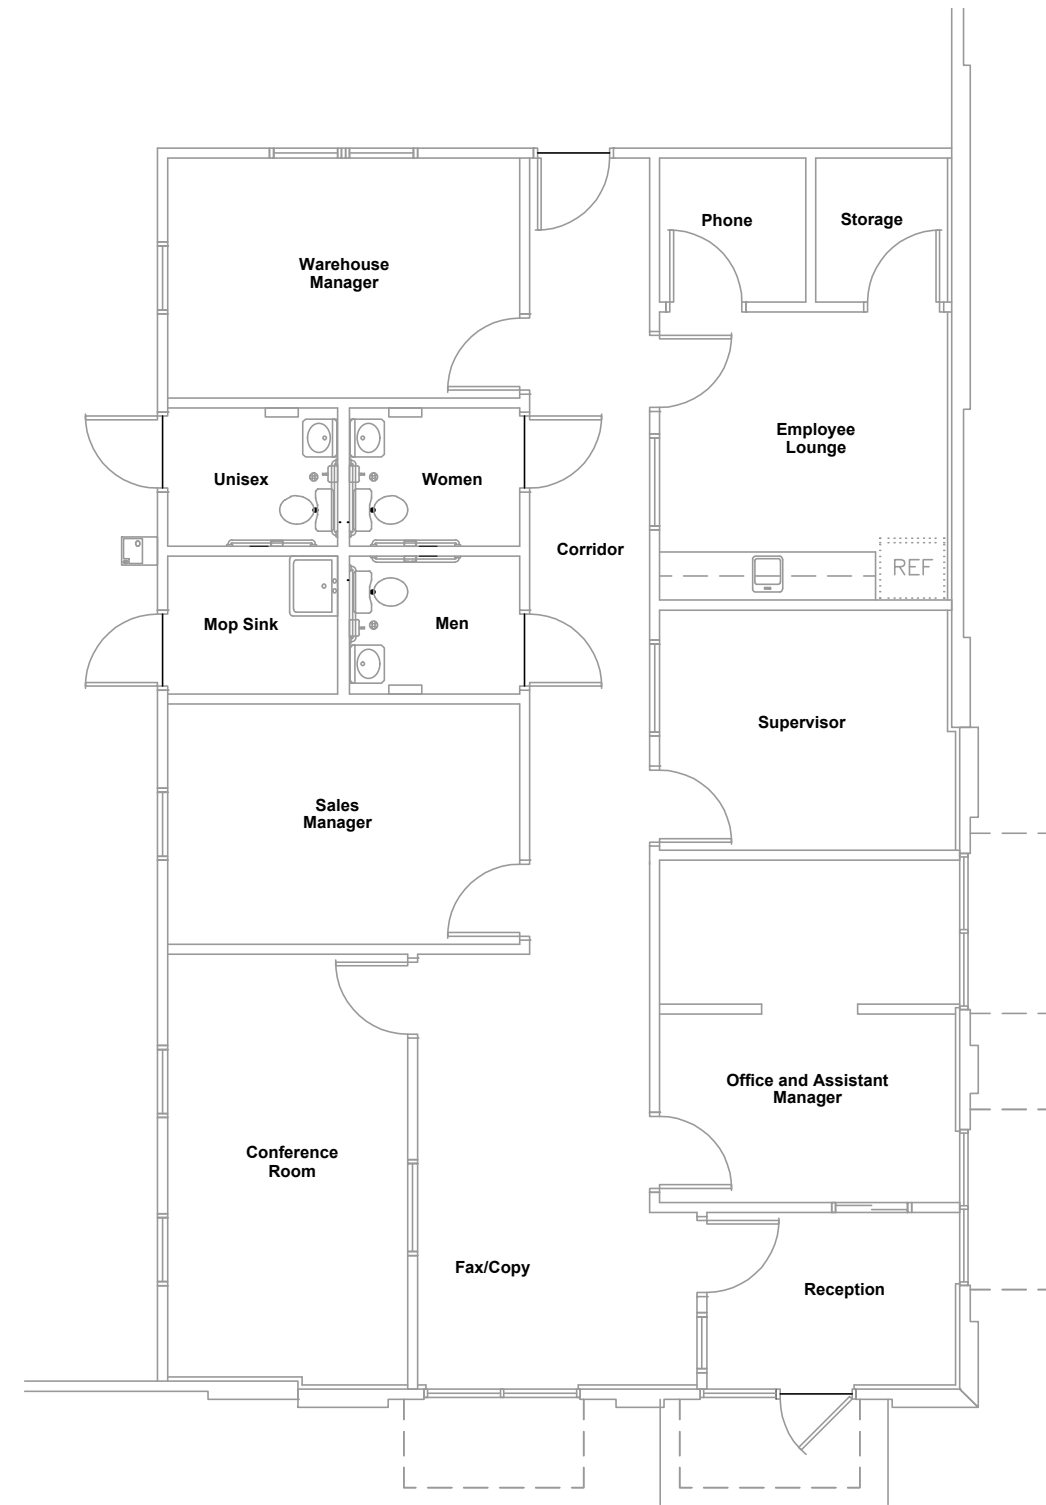 Phone
Storage
Warehouse
Manager
Employee
Lounge
Unisex
Women
Corridor
REF
Mop Sink
Men
Supervisor
Sales
Manager
Office and Assistant
Manager
Conference
Room
Fax/Copy
Reception